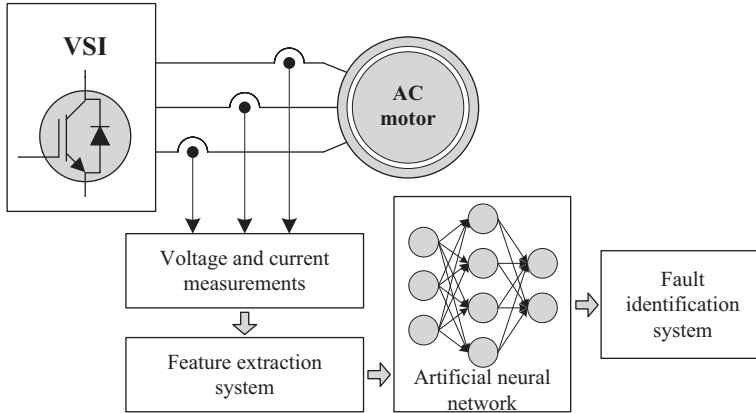 VSI
AC
motor
Voltage and current
measurements
Feature extraction
system
Artificial neural
network
Fault
identification
system